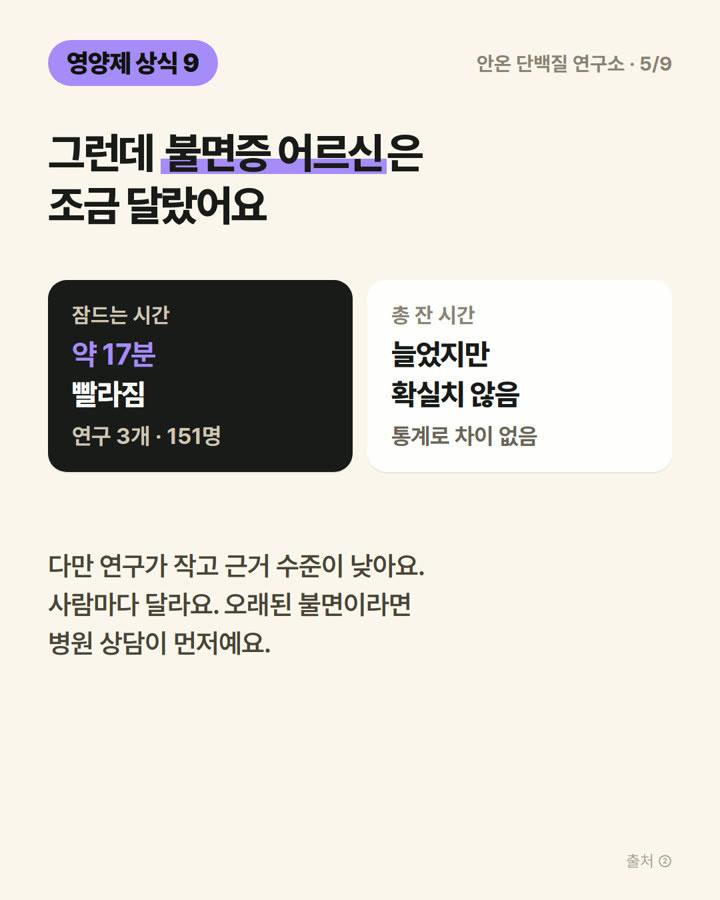 영양제 상식 9
안온 단백질 연구소 · 5/9
그런데 불면증 어르신은
조금 달랐어요
잠드는 시간
약 17분
빨라짐
연구 3개 · 151명
총 잔 시간
늘었지만
확실치 않음
통계로 차이 없음
다만 연구가 작고 근거 수준이 낮아요.
사람마다 달라요. 오래된 불면이라면
병원 상담이 먼저예요.
출처 ②